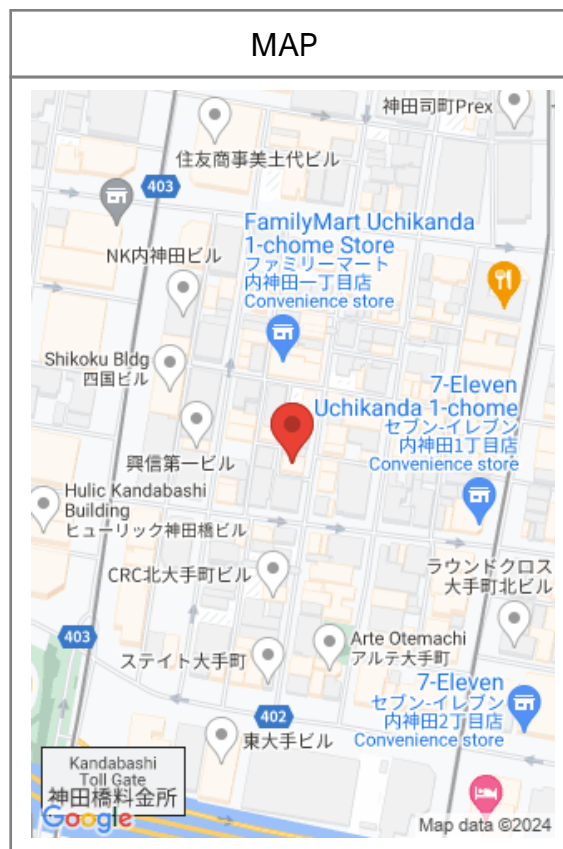 MAP
神田司町Prex
住友商事美土代ビル
403
FamilyMart Uchikanda
1-chome Store
ファミリーマート
内神田一丁目店
Convenience store
NK内神田ビル
Shikoku Bldg
四国ビル
7-Eleven
Uchikanda 1-chome
セブン-イレブン
内神田1丁目店
Convenience store
興信第一ビル
Hulic Kandabashi
Building
ヒューリック神田橋ビル
CRC北大手町ビル
ラウンドクロス
大手町北ビル
403
Arte Otemachi
アルテ大手町
ステイト大手町
7-Eleven
セブン-イレブン
内神田2丁目店
Convenience store
402
東大手ビル
Kandabashi
Toll Gate
神田橋料金所
Google
Map data ©2024